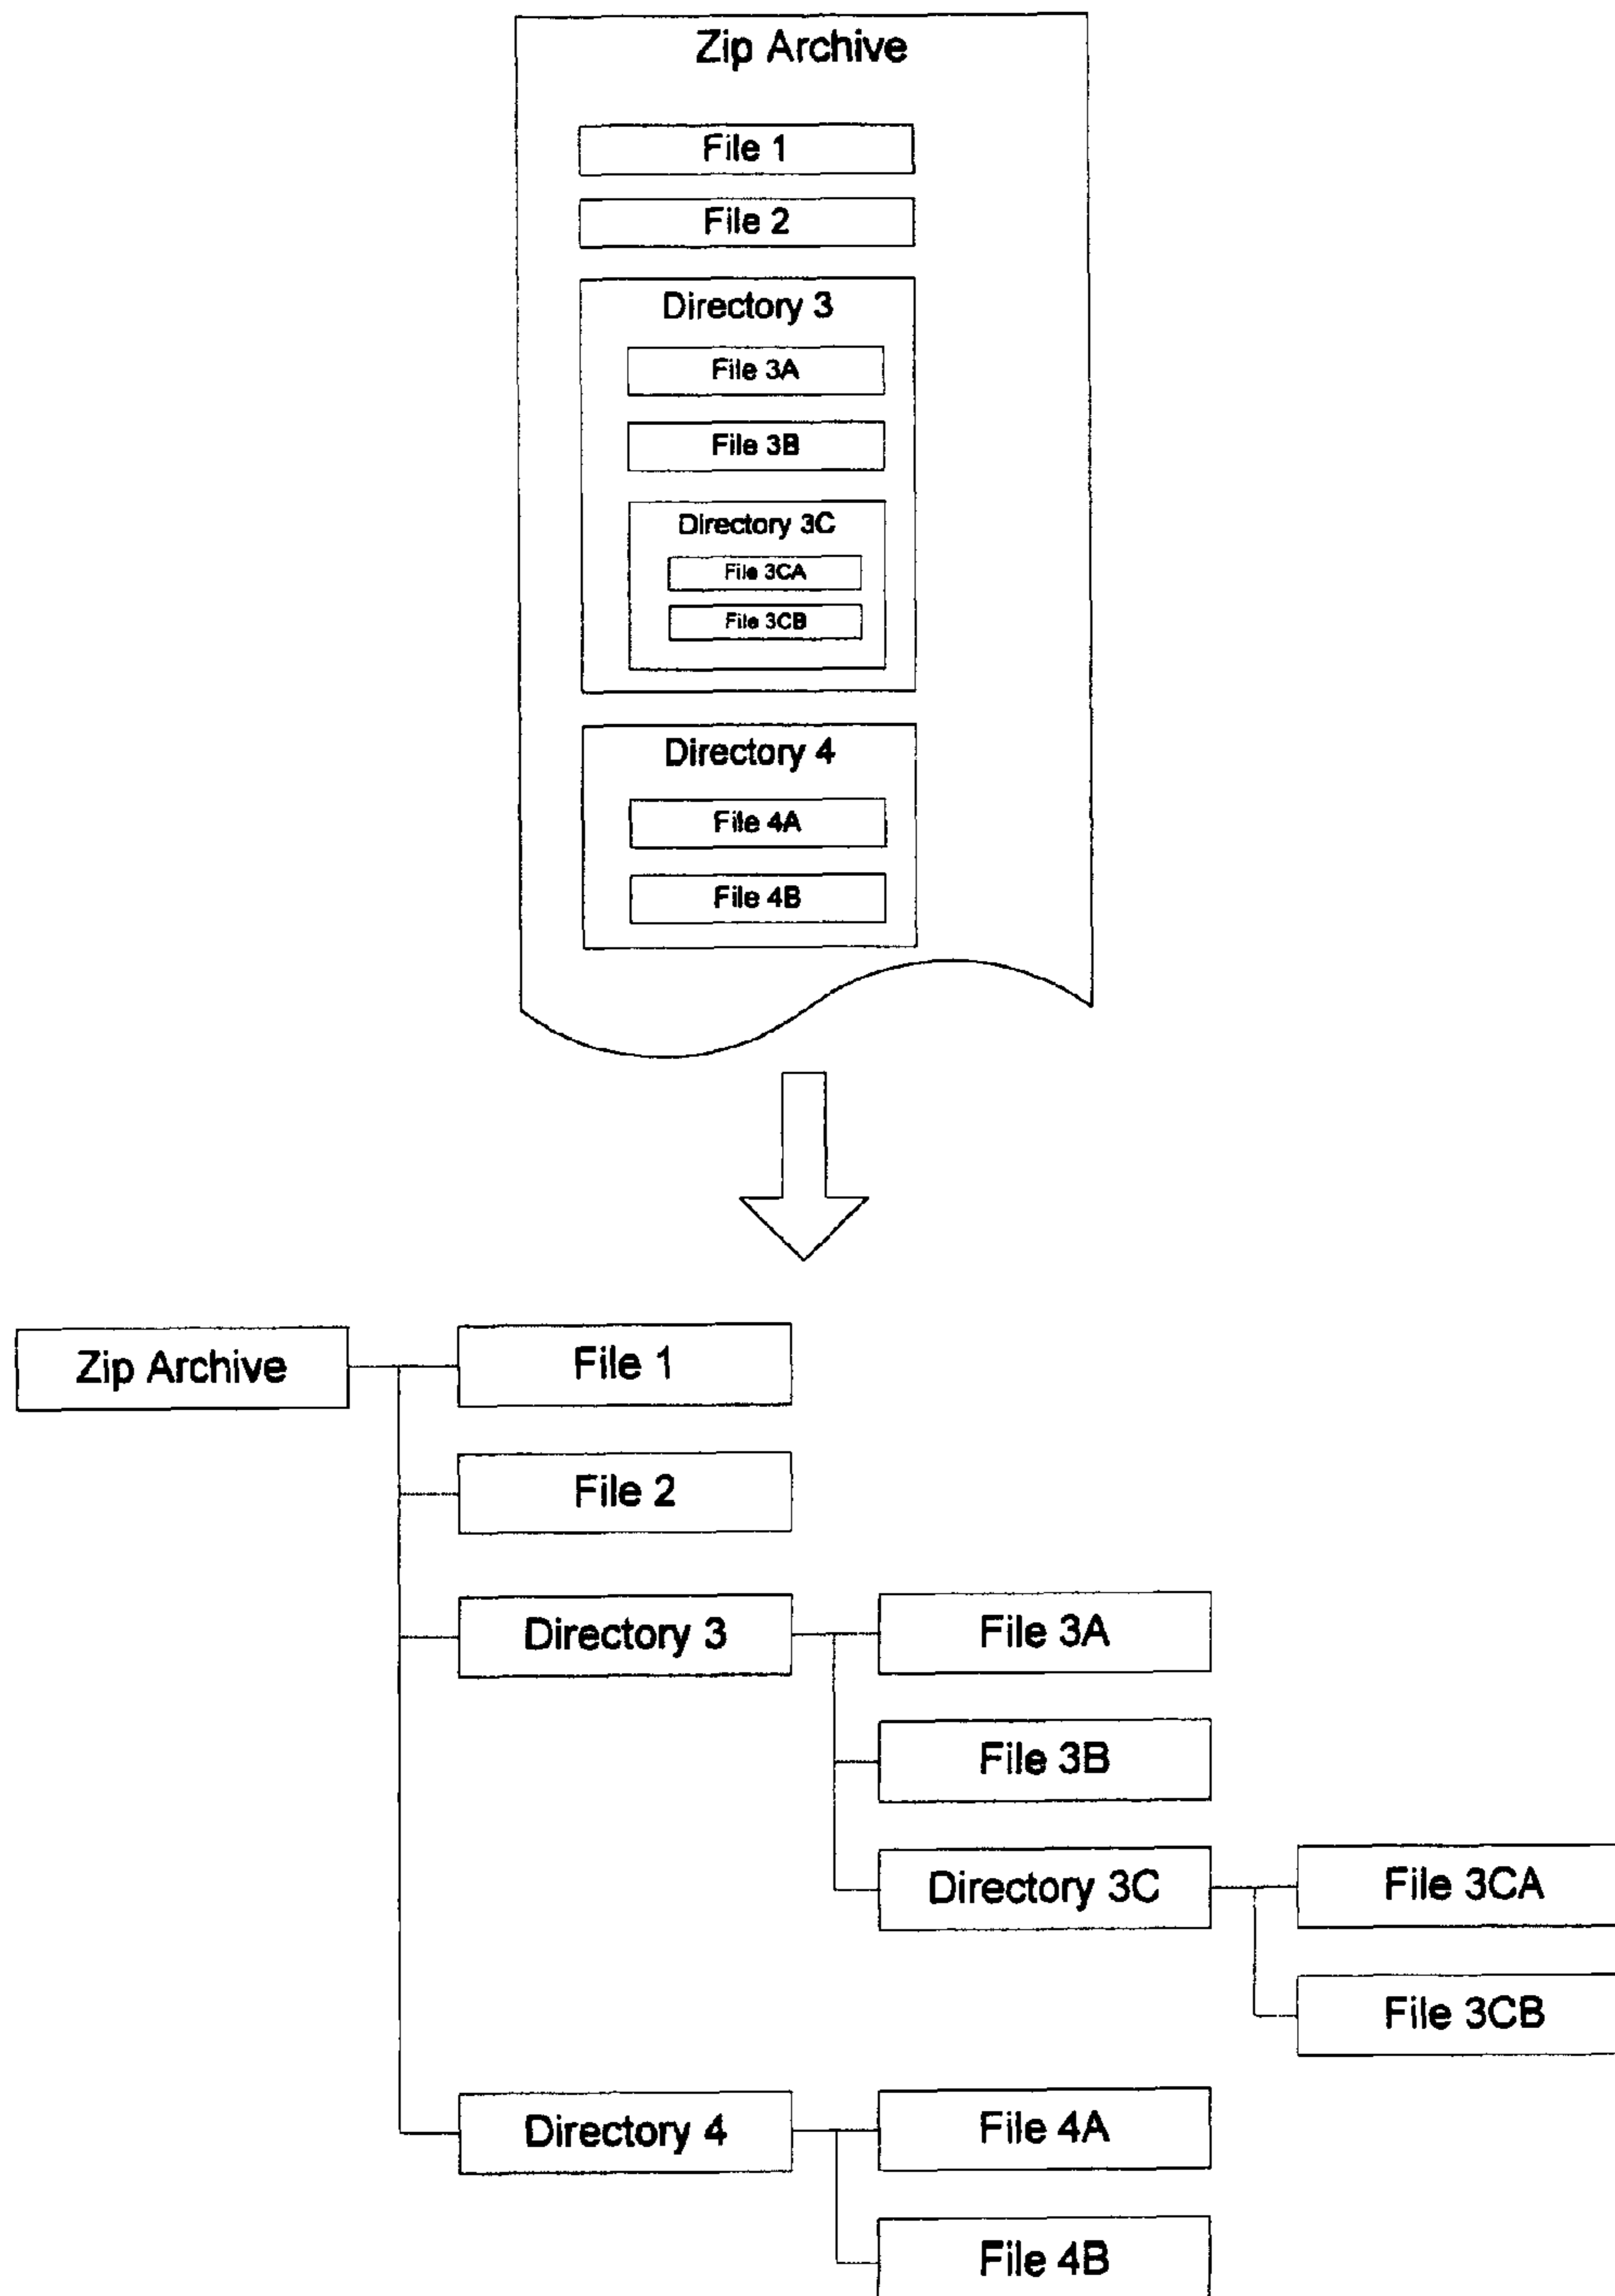 Zip Archive
File 1
File 2
Directory 3
File 3A
File 3B
Directory 3C
File 3CA
File 3CB
Directory 4
File 4A
File 4B
Zip Archive
File 1
File 2
Directory 3
File 3A
File 3B
Directory 3C
File 3CA
File 3CB
Directory 4
File 4A
File 4B